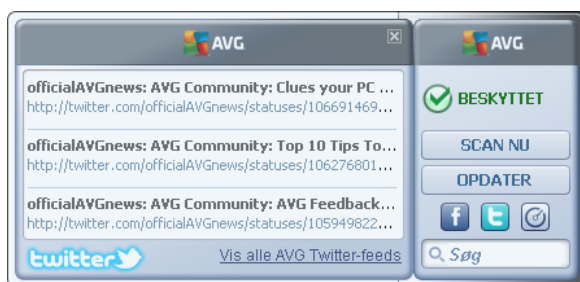 AVG
officialAVGnews: AVG Community: Clues your PC ...
http://twitter.com/officialAVGnews/statuses/106691469...
officialAVGnews: AVG Community: Top 10 Tips To...
http://twitter.com/officialAVGnews/statuses/106276801...
officialAVGnews: AVG Community: AVG Feedback...
http://twitter.com/officialAVGnews/statuses/105949822...
twitter
Vis alle AVG Twitter-feeds
AVG
BESKYTTET
SCAN NU
OPDATER
f t
Søg